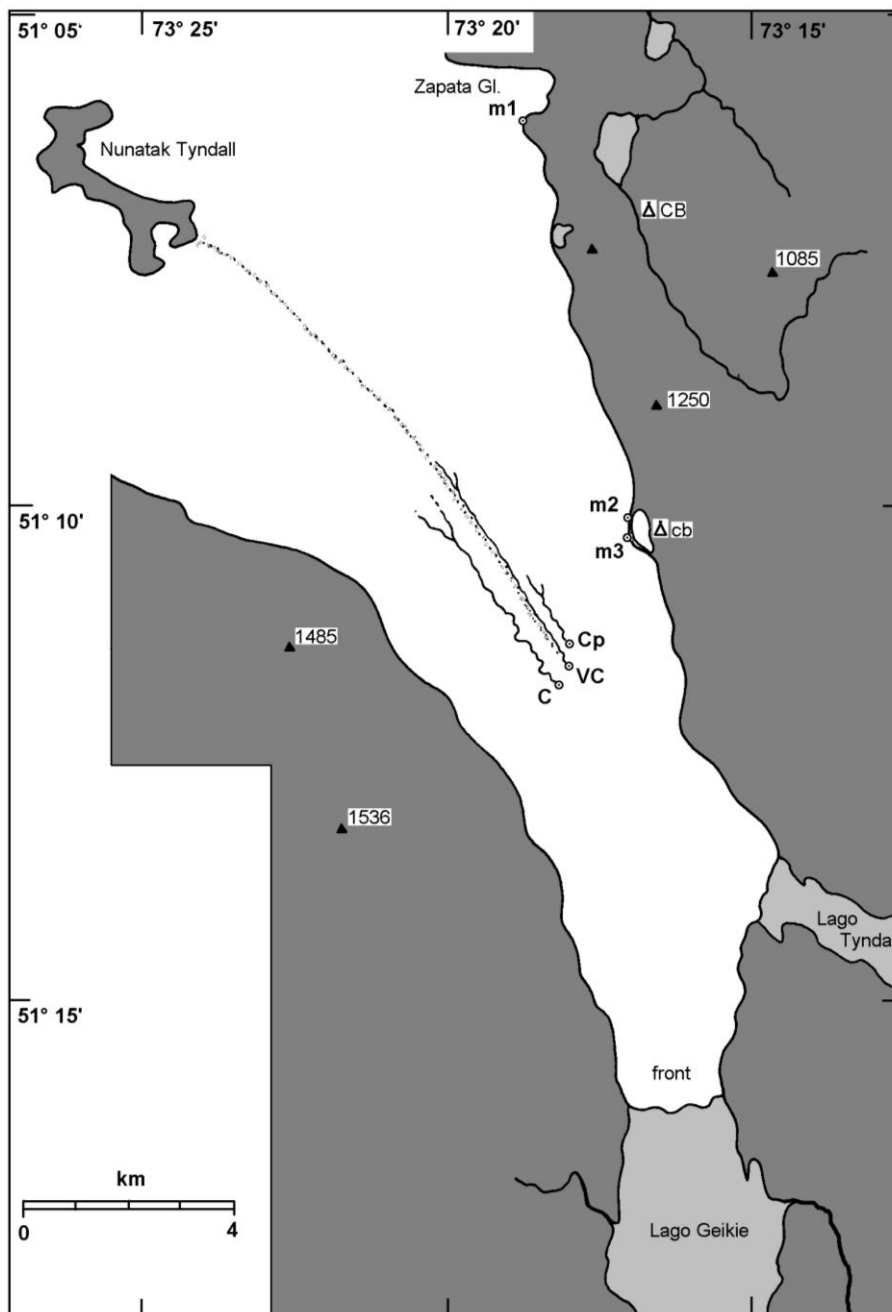 51° 05'
73° 25'
73° 20'
73° 15'
Zapata Gl.
m1
Nunatak Tyndall
CB
1085
1250
51° 10'
m2
cb
m3
1485
Cp
VC
C
1536
Lago
Tynda
51° 15'
front
km
0
4
Lago Geikie